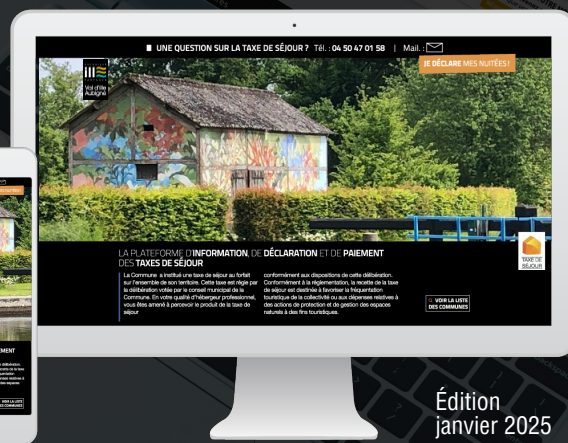 UNE QUESTION SUR LA TAXE DE SÉJOUR ? Tél. : 04 50 47 01 58 | Mail. :
JE DÉCLARE MES NUITÉES !
Val d'Ille
Aubigné
LA PLATEFORME D'INFORMATION, DE DÉCLARATION ET DE PAIEMENT
DES TAXES DE SÉJOUR
La Commune a institué une taxe de séjour au forfait
sur l'ensemble de son territoire. Cette taxe est régie par
la délibération votée par le conseil municipal de la
Commune. En votre qualité d'hébergeur professionnel,
vous êtes amené à percevoir le produit de la taxe de
séjour
conformément aux dispositions de cette délibération.
Conformément à la réglementation, la recette de la taxe
de séjour est destinée à favoriser la fréquentation
touristique de la collectivité ou aux dépenses relatives à
des actions de protection et de gestion des espaces
naturels à des fins touristiques.
VOIR LA LISTE
DES COMMUNES
TAXE DE
SÉJOUR
EMENT
VOIR LA LISTE
DES COMMUNES
Édition
janvier 2025